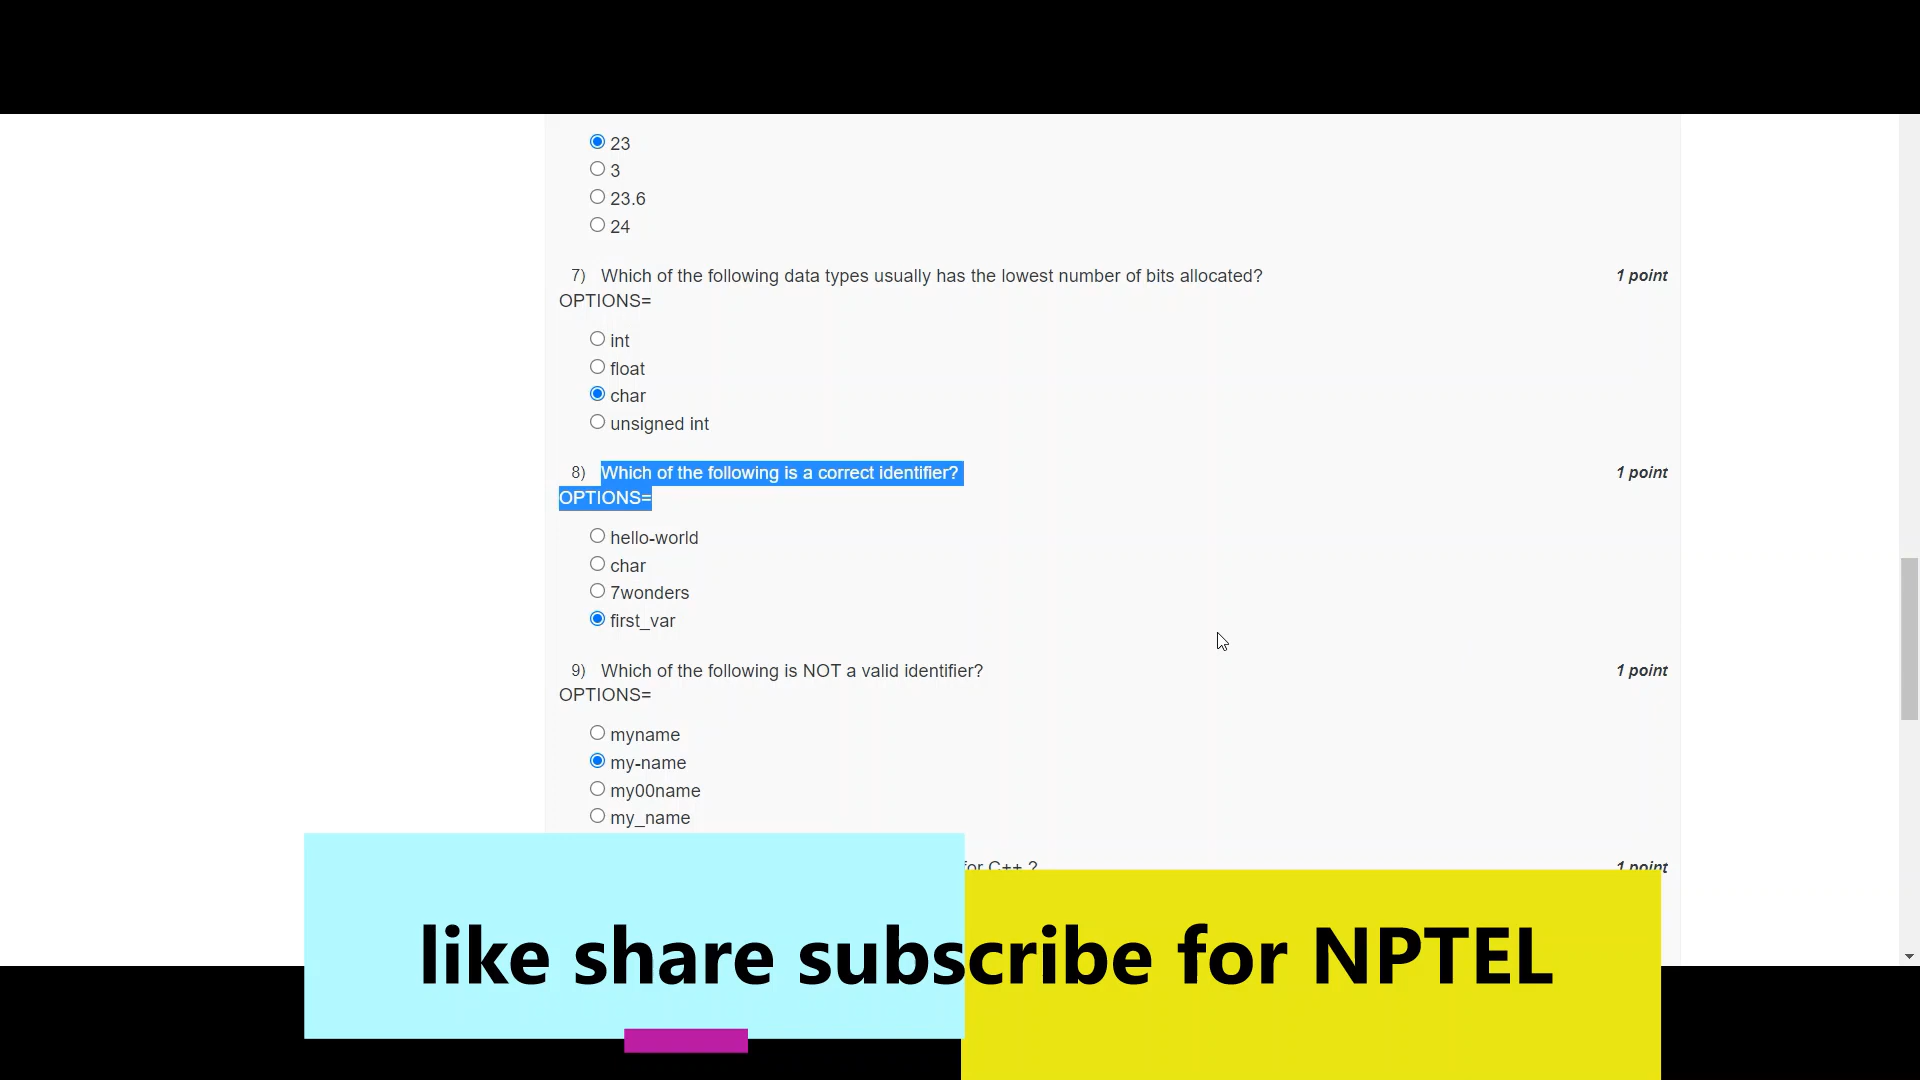 23
3
23.6
24
7) Which of the following data types usually has the lowest number of bits allocated? 1 point
OPTIONS=
int
float
char
unsigned int
8) Which of the following is a correct identifier? 1 point
OPTIONS=
hello-world
char
7wonders
first_var
9) Which of the following is NOT a valid identifier? 1 point
OPTIONS=
myname
my-name
my00name
my_name
for C++ ? 1 point
like share subscribe for NPTEL